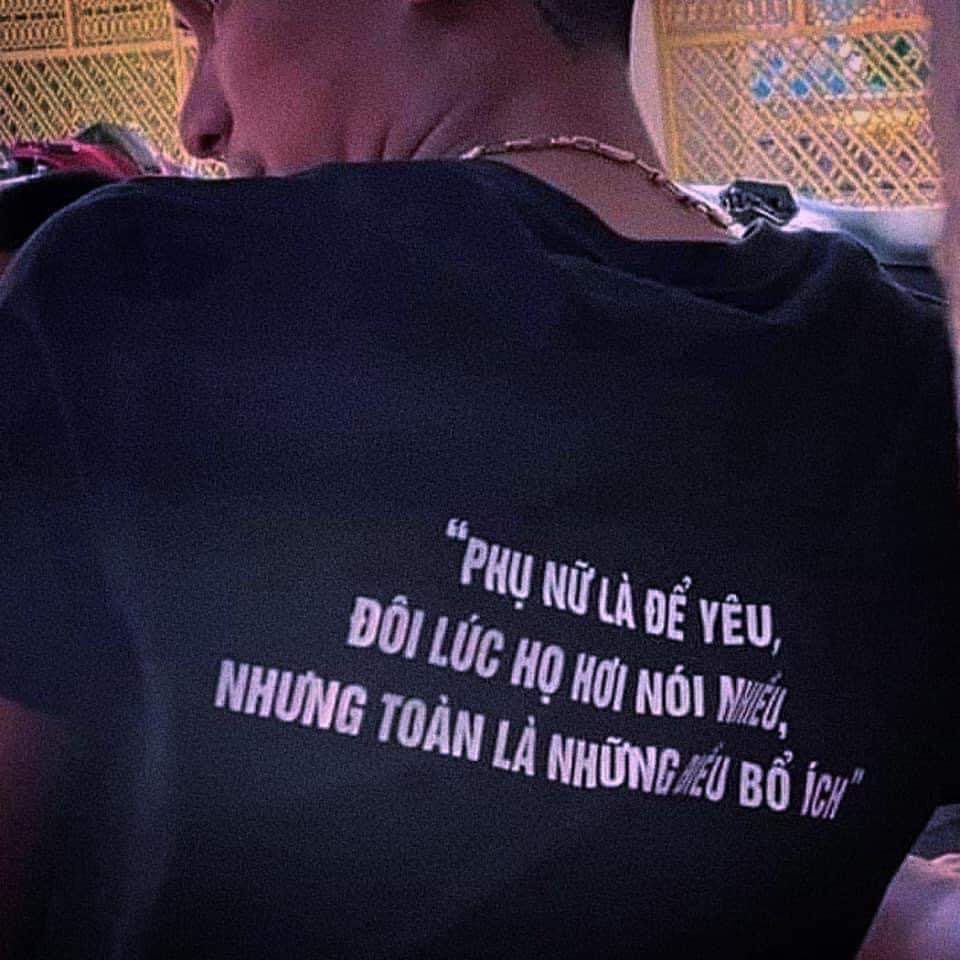 “PHỤ NỮ LÀ ĐỂ YÊU,
ĐÔI LÚC HỌ HƠI NÓI NHIỀU,
NHƯNG TOÀN LÀ NHỮNG ĐIỀU BỔ ÍCH”